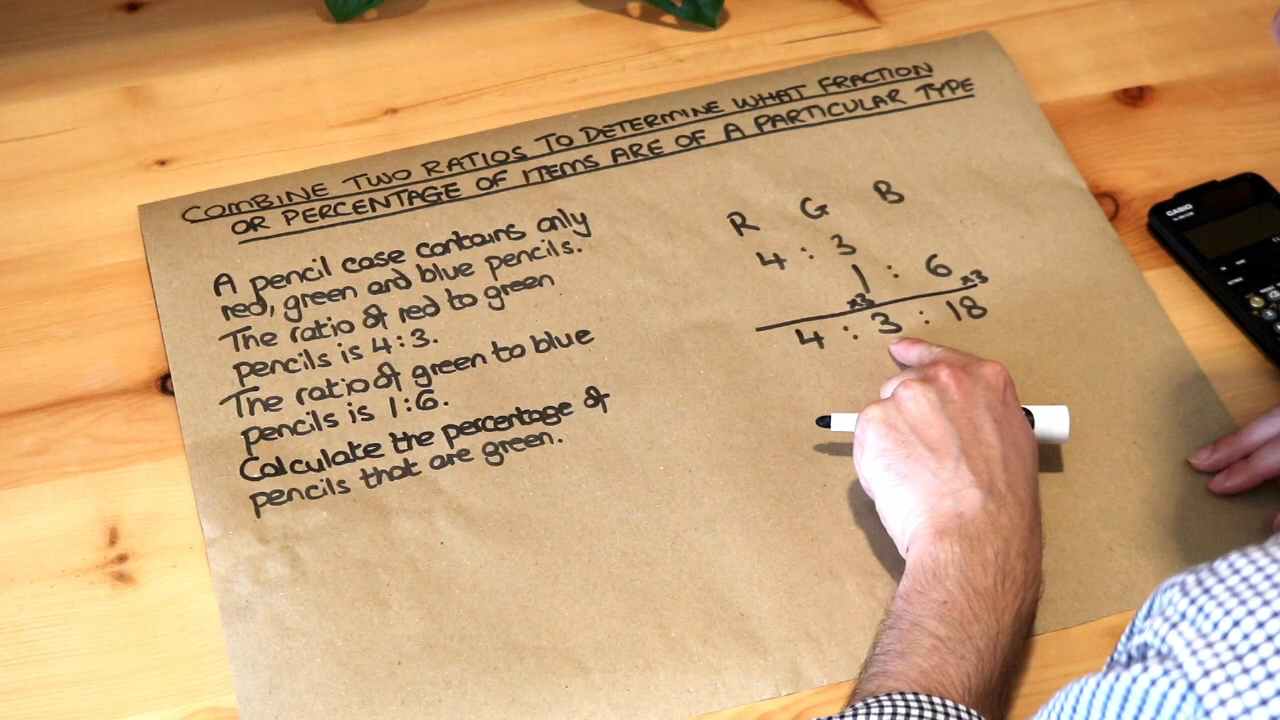 COMBINE TWO RATIOS TO DETERMINE WHAT FRACTION
OR PERCENTAGE OF ITEMS ARE OF A PARTICULAR TYPE
A pencil case contains only
red, green and blue pencils.
The ratio of red to green
pencils is 4:3.
The ratio of green to blue
pencils is 1:6.
Calculate the percentage of
pencils that are green.
R G B
4 : 3
1 : 6
x3 x3
4 : 3 : 18
CASIO